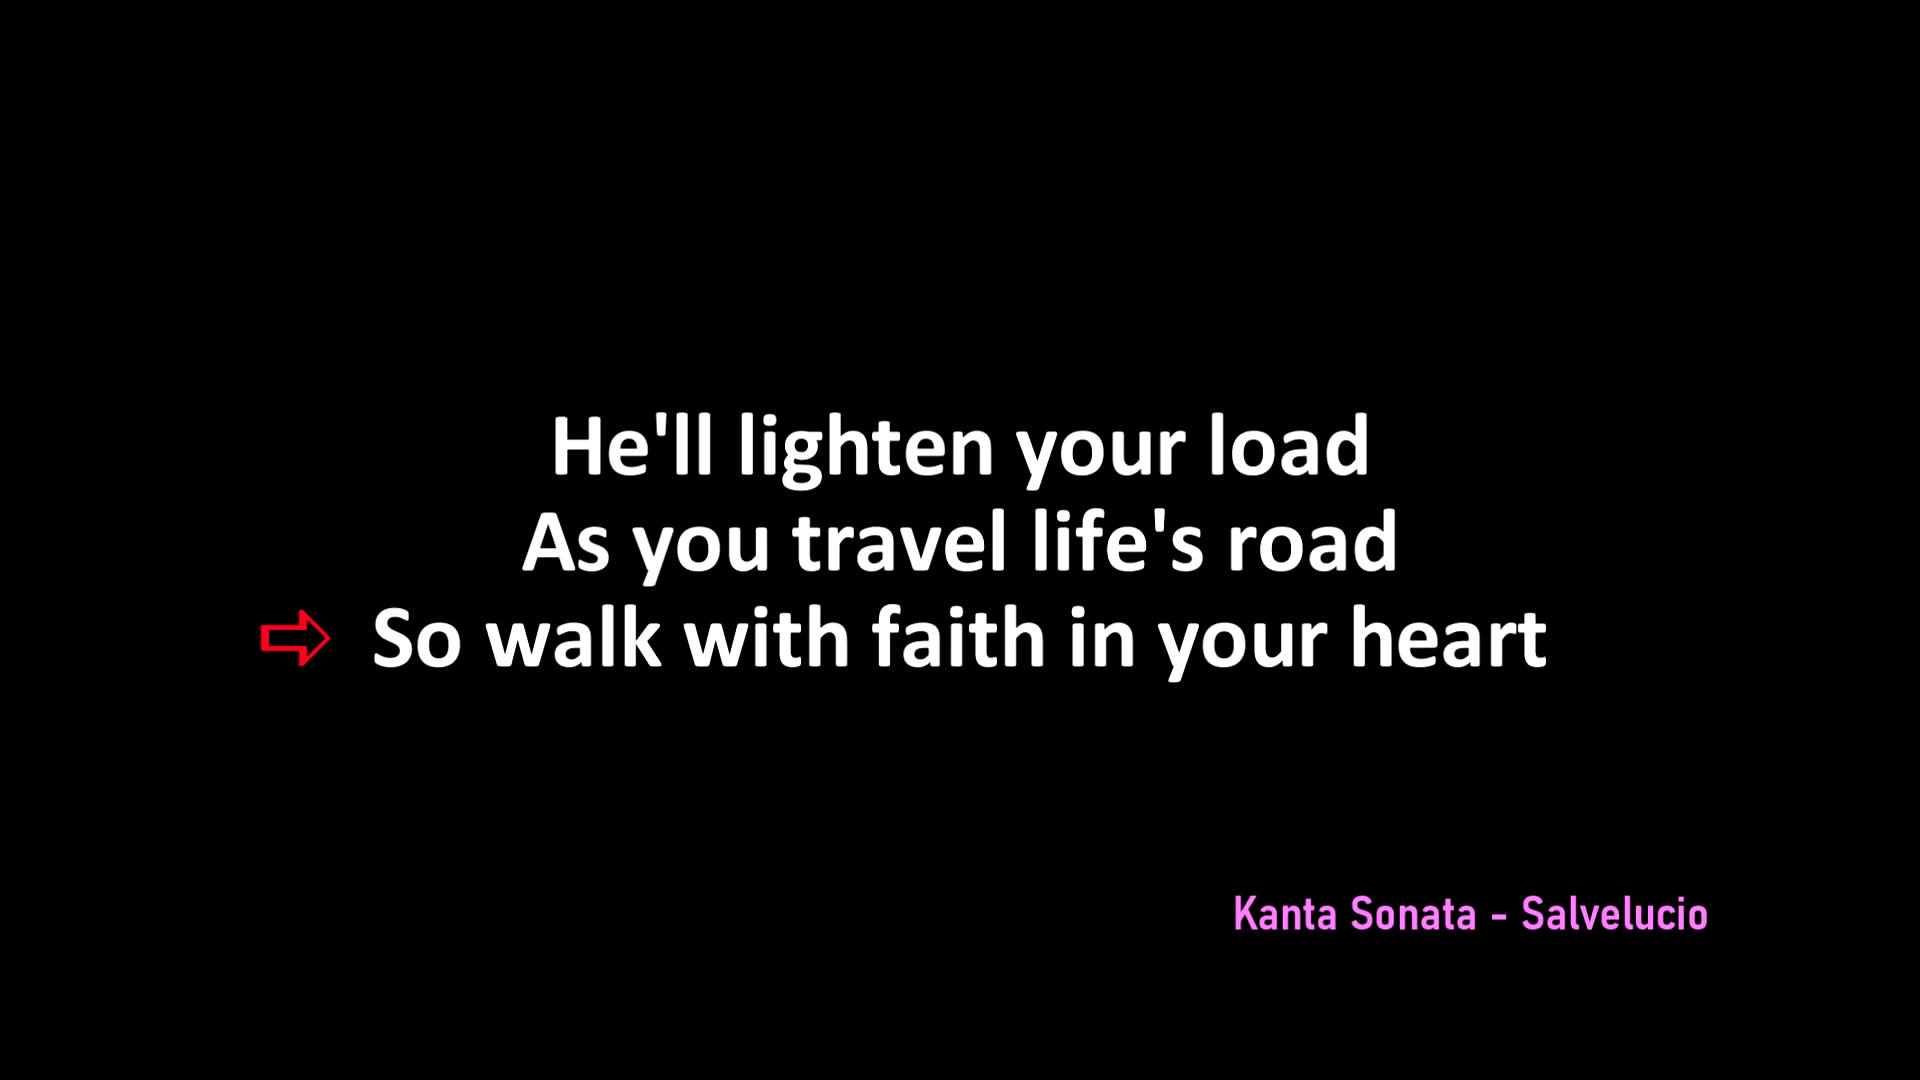 He'll lighten your load
As you travel life's road
So walk with faith in your heart
Kanta Sonata - Salvelucio